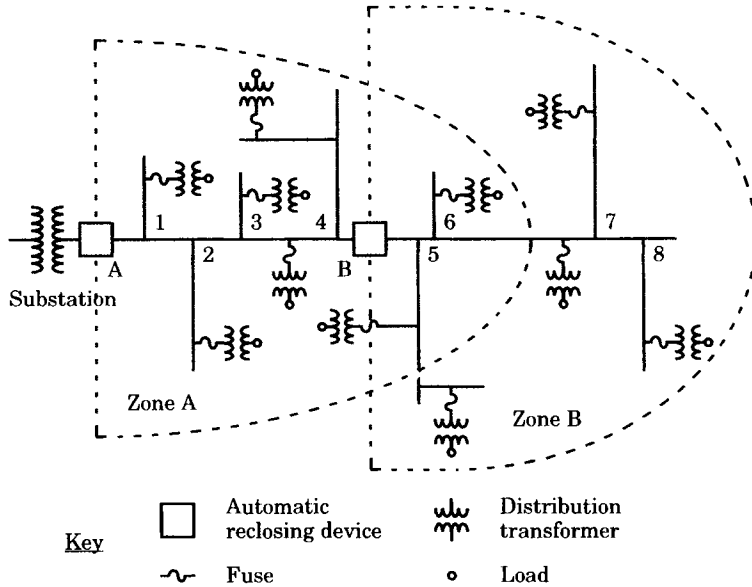 6
7
1
3
4
A
2
B
5
8
Substation
Zone A
Zone B
Key
Automatic
reclosing device
Distribution
transformer
Fuse
Load